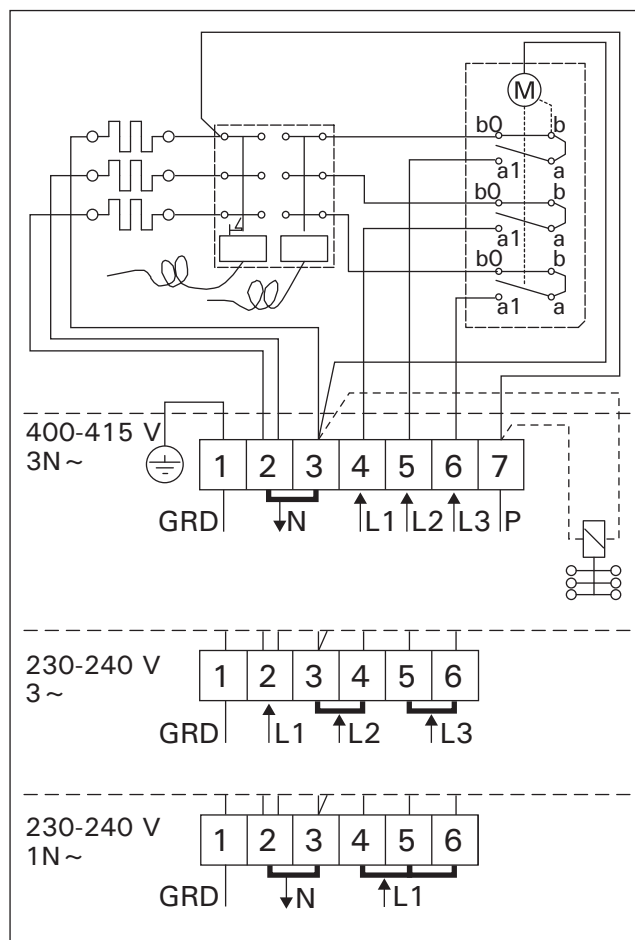 M
b0 b
a1 a
b0 b
a1 a
b0 b
a1 a
400-415 V
3N~
1 2 3 4 5 6 7
GRD N L1 L2 L3 P
230-240 V
3~
1 2 3 4 5 6
GRD L1 L2 L3
230-240 V
1N~
1 2 3 4 5 6
GRD N L1